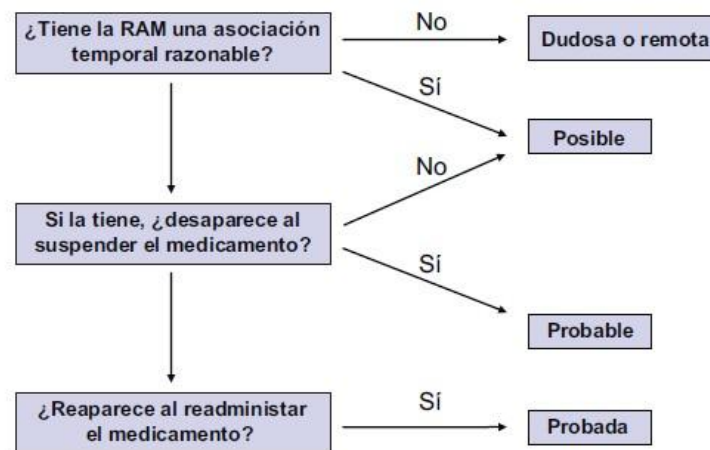 ¿Tiene la RAM una asociación
temporal razonable?
No
Dudosa o remota
Sí
Posible
No
Si la tiene, ¿desaparece al
suspender el medicamento?
Sí
Probable
¿Reaparece al readministar
el medicamento?
Sí
Probada